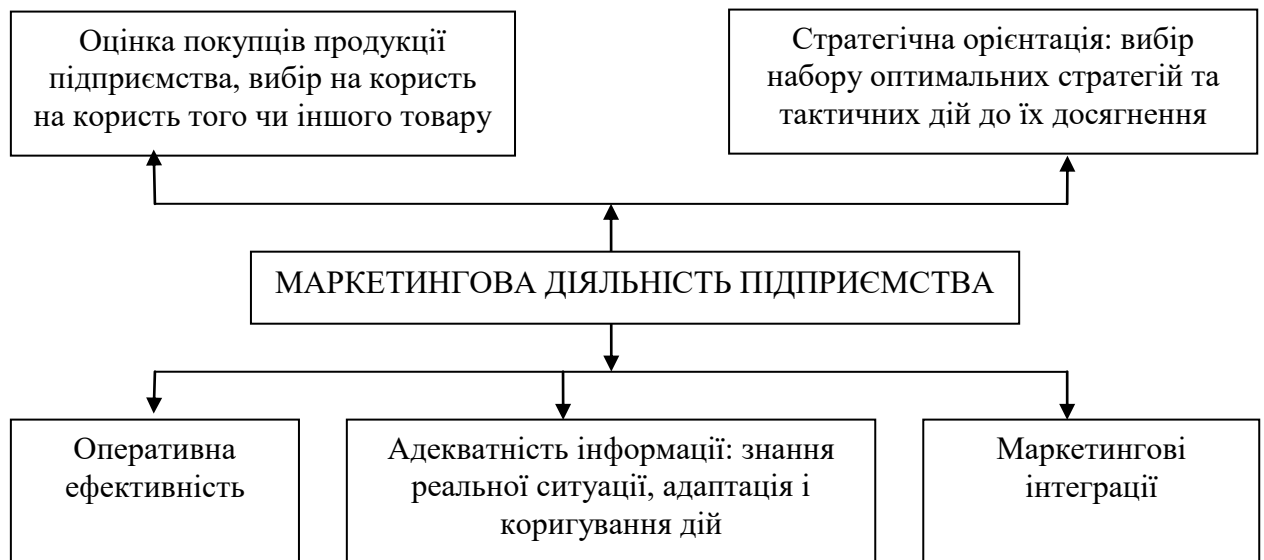 Оцінка покупців продукції
підприємства, вибір на користь
на користь того чи іншого товару
Стратегічна орієнтація: вибір
набору оптимальних стратегій та
тактичних дій до їх досягнення
МАРКЕТИНГОВА ДІЯЛЬНІСТЬ ПІДПРИЄМСТВА
Оперативна
ефективність
Адекватність інформації: знання
реальної ситуації, адаптація і
коригування дій
Маркетингові
інтеграції